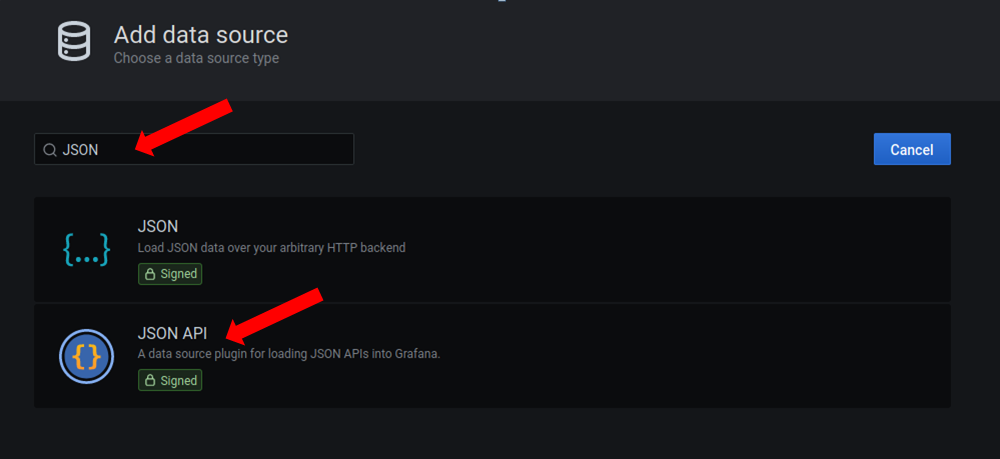 Add data source
Choose a data source type
JSON
Cancel
JSON
Load JSON data over your arbitrary HTTP backend
Signed
JSON API
A data source plugin for loading JSON APIs into Grafana.
Signed